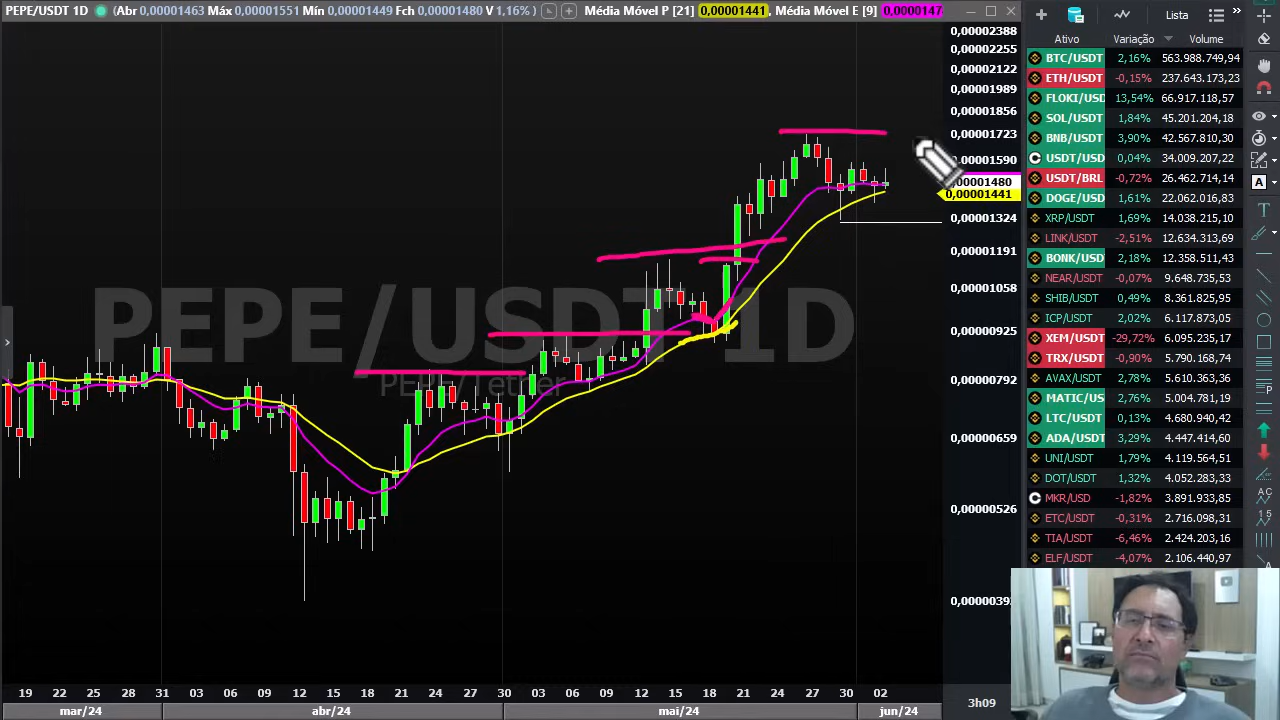 PEPE/USDT 1D (Abr 0,00001463 Máx 0,00001551 Mín 0,00001449 Fch 0,00001480 V 1,16% ) Média Móvel P [21] 0,00001441, Média Móvel E [9]
0,00002388
0,00002255
0,00002122
0,00001989
0,00001856
0,00001723
0,00001590
0,00001480
0,00001441
0,00001324
0,00001191
0,00001058
0,00000925
0,00000792
0,00000659
0,00000526
PEPE/USDT 1D
PEPE/Tether
19 22 25 28 31 03 06 09 12 15 18 21 24 27 30 03 06 09 12 15 18 21 24 27 30 02
mar/24 abr/24 mai/24 jun/24
3h09
Lista
Ativo Variação Volume
BTC/USDT 2,16% 563.988.749,94
ETH/USDT -0,15% 237.643.173,23
FLOKI/USD 13,54% 66.917.118,57
SOL/USDT 1,84% 45.201.204,18
BNB/USDT 3,90% 42.567.810,30
USDT/USD 0,04% 34.009.207,22
USDT/BRL -0,72% 26.462.714,14
DOGE/USDT 1,61% 22.062.016,83
XRP/USDT 1,69% 14.038.215,10
LINK/USDT -2,51% 12.634.313,69
BONK/USD 2,09% 12.358.511,43
NEAR/USDT -0,07% 9.648.735,53
SHIB/USDT 0,49% 8.361.825,95
ICP/USDT 2,02% 6.117.873,05
XEM/USDT -29,72% 6.095.235,17
TRX/USDT -0,90% 5.790.168,74
AVAX/USDT 2,78% 5.610.363,36
MATIC/US 2,76% 5.004.781,19
LTC/USDT 0,13% 4.680.940,42
ADA/USDT 3,29% 4.447.414,60
UNI/USDT 1,79% 4.119.564,51
DOT/USDT 1,32% 4.052.283,18
MKR/USD -1,82% 3.891.933,85
ETC/USDT -0,31% 2.716.098,31
TIA/USDT -6,46% 2.424.203,16
ELF/USDT -4,07% 2.106.440,97